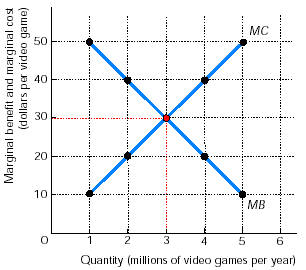 Marginal benefit and marginal cost
(dollars per video game)
50
40
30
20
10
0
1
2
3
4
5
6
MC
MB
Quantity (millions of video games per year)